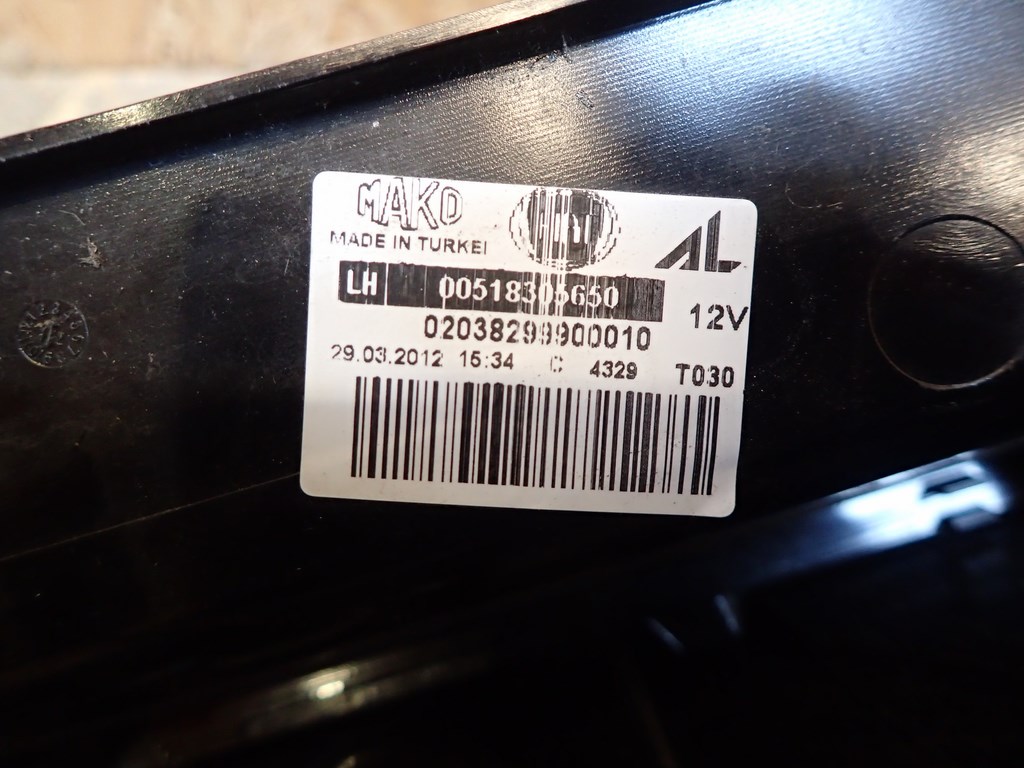 MAKO
MADE IN TURKEI
AL
LH 00518305650
12V
02038299900010
29.03.2012 15:34 C 4329 T030